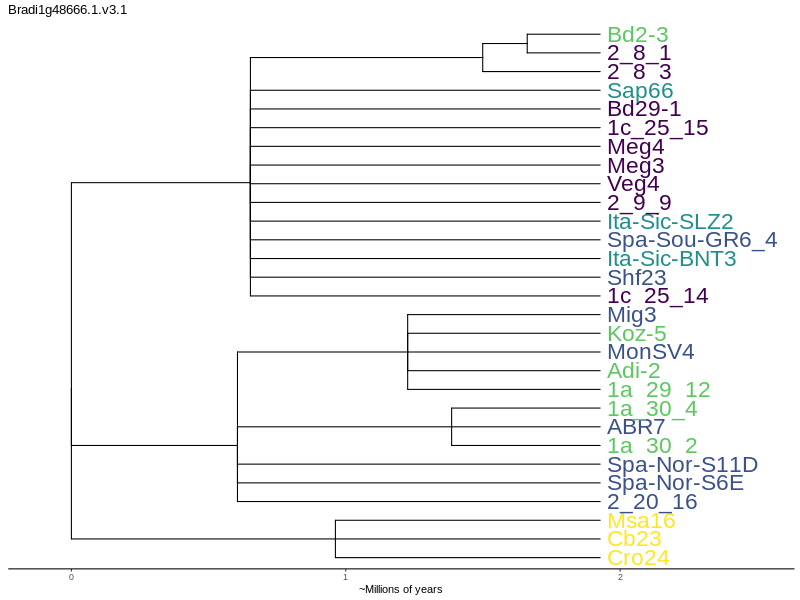 Bradi1g48666.1.v3.1
Bd2-3
2_8_1
2_8_3
Sap66
Bd29-1
1c_25_15
Meg4
Meg3
Veg4
2_9_9
Ita-Sic-SLZ2
Spa-Sou-GR6_4
Ita-Sic-BNT3
Shf23
1c_25_14
Mig3
Koz-5
MonSV4
Adi-2
1a_29_12
1a_30_4
ABR7
1a_30_2
Spa-Nor-S11D
Spa-Nor-S6E
2_20_16
Msa16
Cb23
Cro24
0 1 2
~Millions of years